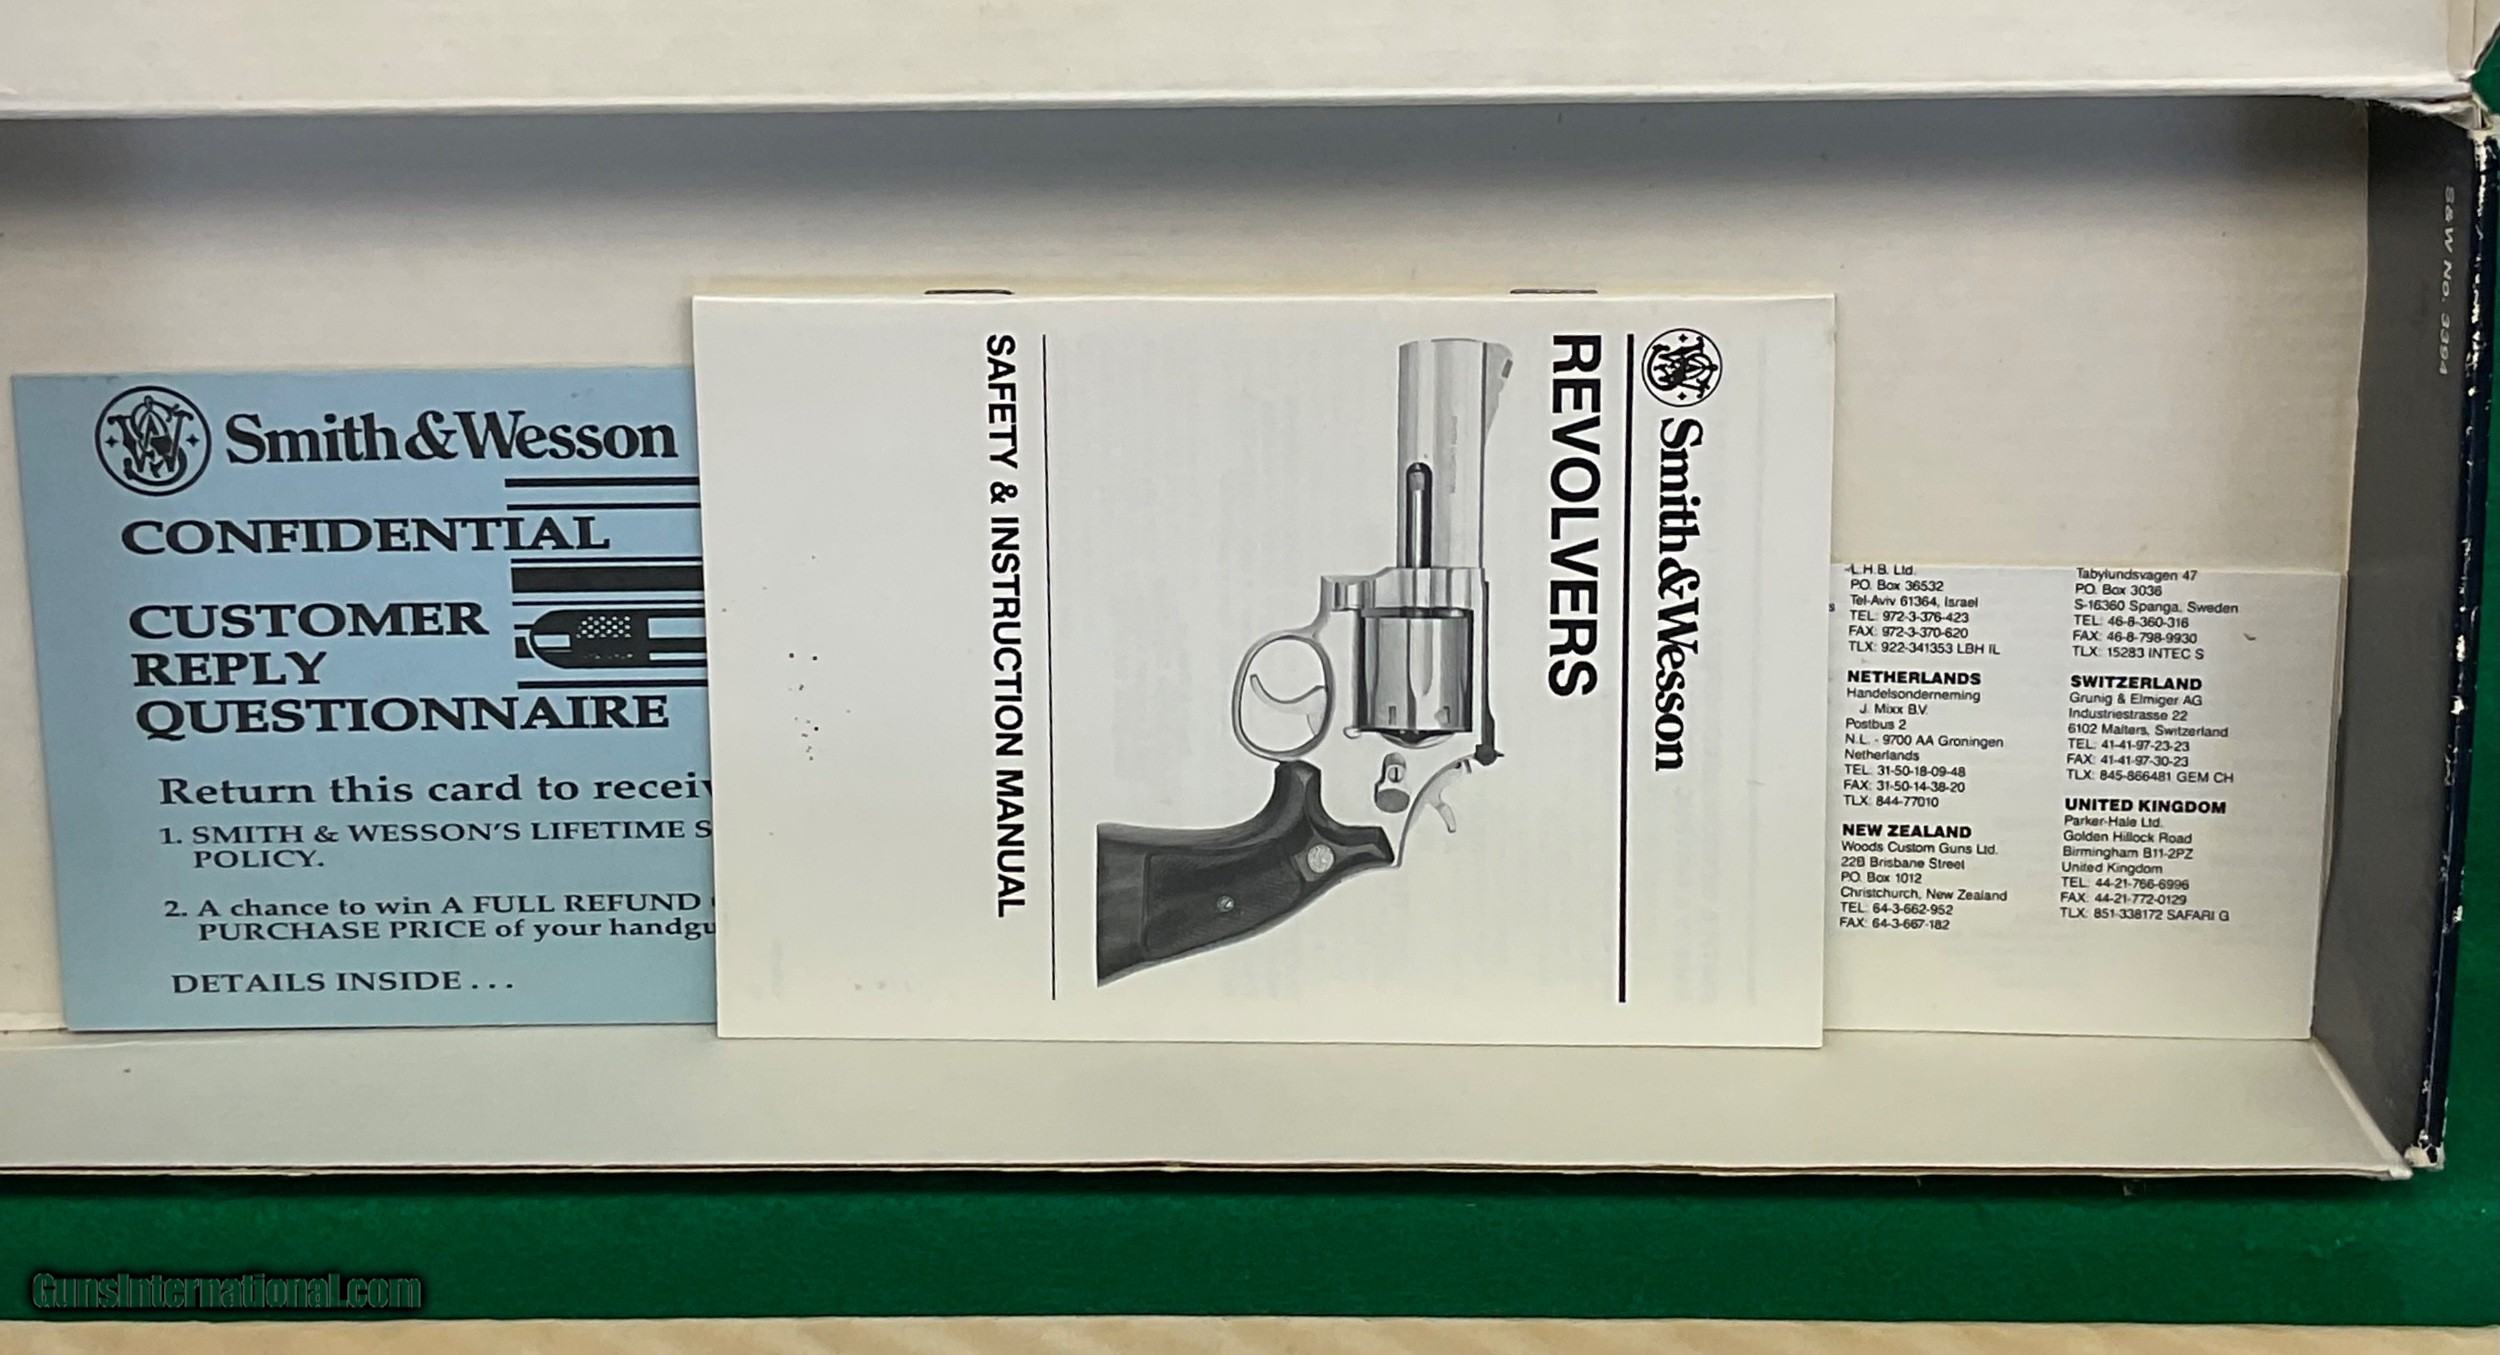 S&W No. 3394
Smith&Wesson
CONFIDENTIAL
CUSTOMER
REPLY
QUESTIONNAIRE
Return this card to
1. SMITH & WESSON'S LIFETIME
POLICY.
2. A chance to win A FULL REFUND
PURCHASE PRICE of your
DETAILS INSIDE . . .
Smith&Wesson
REVOLVERS
SAFETY & INSTRUCTION MANUAL
L.H.B. Ltd.
P.O. Box 36532
Tel-Aviv 61364, Israel
TEL: 972-3-376-423
FAX: 972-3-370-620
TLX: 922-341353 LBH IL
NETHERLANDS
Handelsonderneming
J. Mixx B.V.
Postbus 2
N.L. - 9700 AA Groningen
Netherlands
TEL: 31-50-18-09-48
FAX: 31-50-14-38-20
TLX: 844-77010
NEW ZEALAND
Woods Custom Guns Ltd.
22B Brisbane Street
P.O. Box 1012
Christchurch, New Zealand
TEL: 64-3-662-952
FAX: 64-3-667-182
Tabylundsvagen 47
P.O. Box 3036
S-16360 Spanga, Sweden
TEL: 46-8-360-316
FAX: 46-8-798-9930
TLX: 15283 INTEC S
SWITZERLAND
Grunig & Elmiger AG
Industriestrasse 22
6102 Malters, Switzerland
TEL: 41-41-97-23-23
FAX: 41-41-97-30-23
TLX: 845-866481 GEM CH
UNITED KINGDOM
Parker-Hale Ltd.
Golden Hillock Road
Birmingham B11-2PZ
United Kingdom
TEL: 44-21-766-6996
FAX: 44-21-772-0129
TLX: 851-338172 SAFARI G
GunsInternational.com